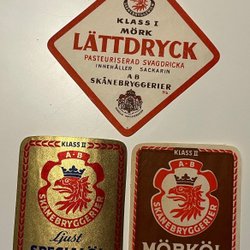 KLASS I
MÖRK
LÄTTDRYCK
PASTEURISERAD SVAGDRICKA
INNEHÅLLER SACKARIN
A B
SKÅNEBRYGGERIER
KLASS II
A-B
SKÅNEBRYGGERIER
Ljust
KLASS II
A-B
SKÅNEBRYGGERIER
MÖRKÖL